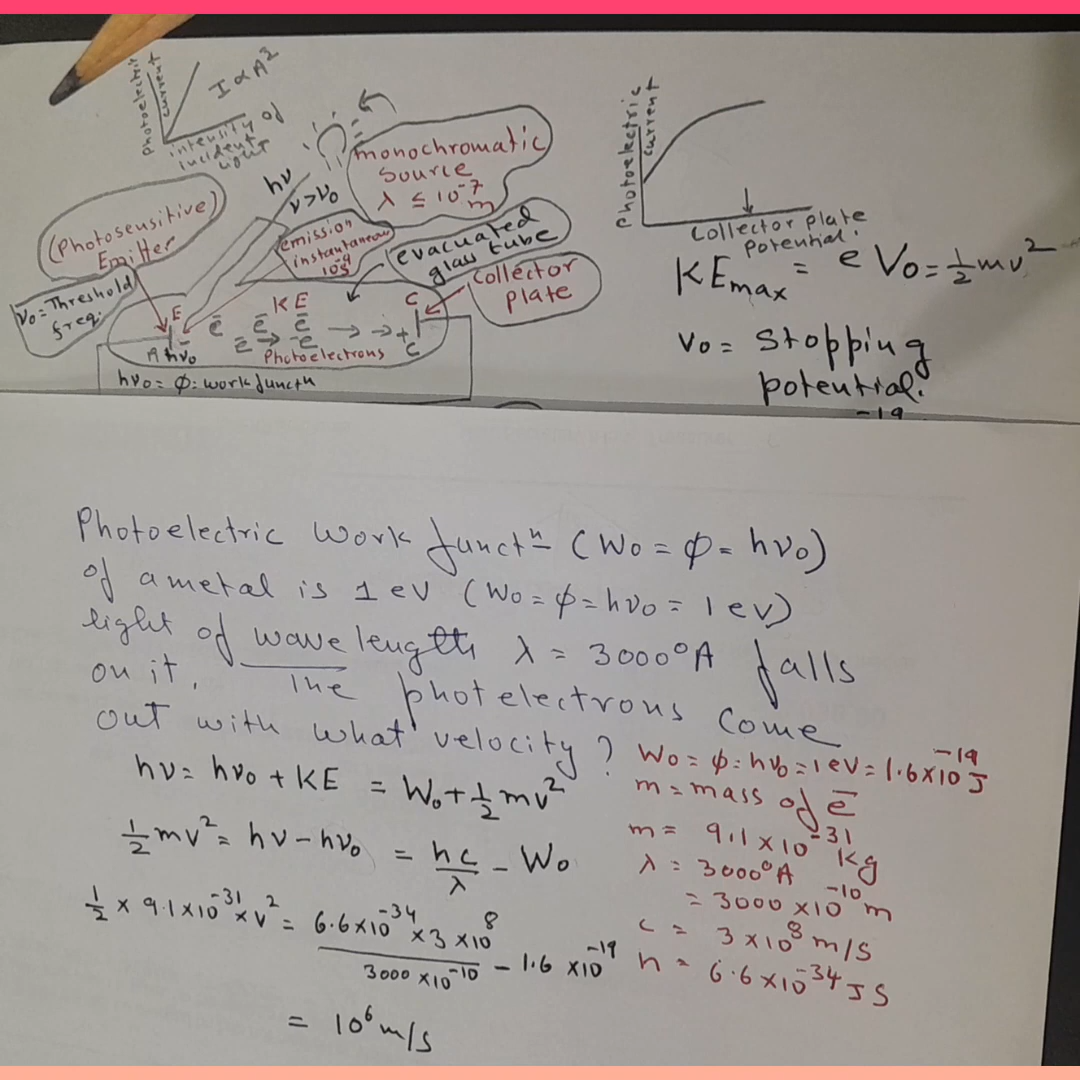 Photoelectric
current
I ∝ A²
intensity of
incident
light
hν
ν>ν₀
monochromatic
source
λ ≤ 10⁻⁷ m
(Photosensitive)
Emitter
emission
instantaneous
10⁻⁹s
evacuated
glass tube
collector
plate
ν₀ = Threshold
freq.
E
KE
C
ē ē ē
ē → ē → → +
A hν₀
Photoelectrons
C
hν₀ = φ: work functⁿ
Photoelectric
current
collector plate
potential.
KEmax = eV₀ = ½mv²
V₀ = Stopping
potential.
-19
Photoelectric work functⁿ (W₀ = φ = hν₀)
of a metal is 1 eV (W₀ = φ = hν₀ = 1 eV)
light of wavelength λ = 3000°A falls
on it. The photelectrons come
out with what velocity?
hν = hν₀ + KE = W₀ + ½mv²
½mv² = hν - hν₀ = hc/λ - W₀
½ × 9.1×10⁻³¹ × v² = 6.6×10⁻³⁴ × 3 × 10⁸ / 3000 ×10⁻¹⁰ - 1.6 ×10⁻¹⁹
= 10⁶ m/s
W₀ = φ = hν₀ = 1eV = 1.6×10⁻¹⁹ J
m = mass of ē
m = 9.1 × 10⁻³¹ kg
λ = 3000°A
= 3000 ×10⁻¹⁰ m
c = 3×10⁸ m/s
h = 6.6×10⁻³⁴ JS